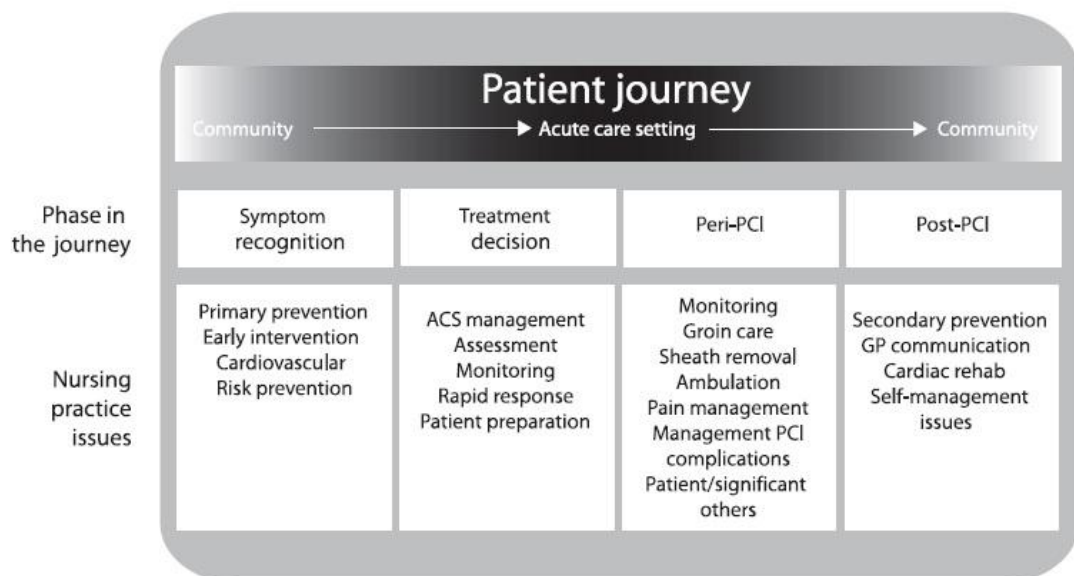 Patient journey
Community
Acute care setting
Community
Phase in
the journey
Symptom
recognition
Treatment
decision
Peri-PCI
Post-PCI
Nursing
practice
issues
Primary prevention
Early intervention
Cardiovascular
Risk prevention
ACS management
Assessment
Monitoring
Rapid response
Patient preparation
Monitoring
Groin care
Sheath removal
Ambulation
Pain management
Management PCI
complications
Patient/significant
others
Secondary prevention
GP communication
Cardiac rehab
Self-management
issues